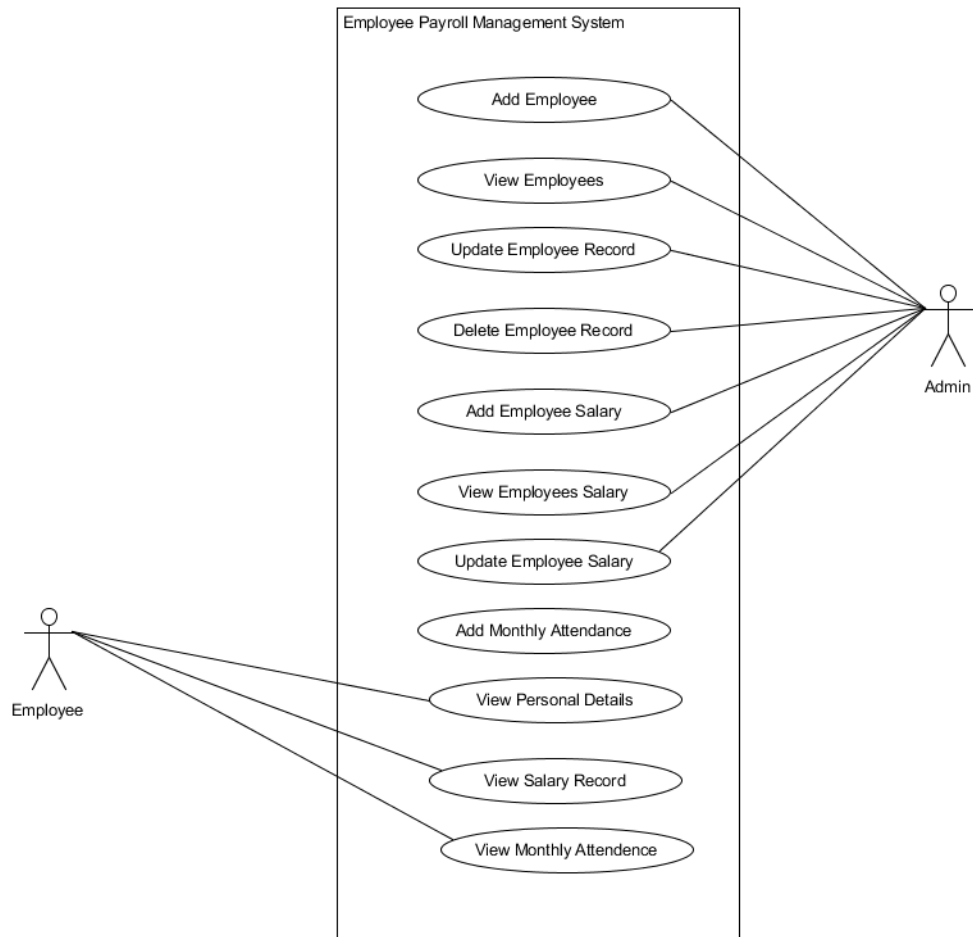 Employee Payroll Management System
Add Employee
View Employees
Update Employee Record
Delete Employee Record
Admin
Add Employee Salary
View Employees Salary
Update Employee Salary
Add Monthly Attendance
View Personal Details
Employee
View Salary Record
View Monthly Attendence